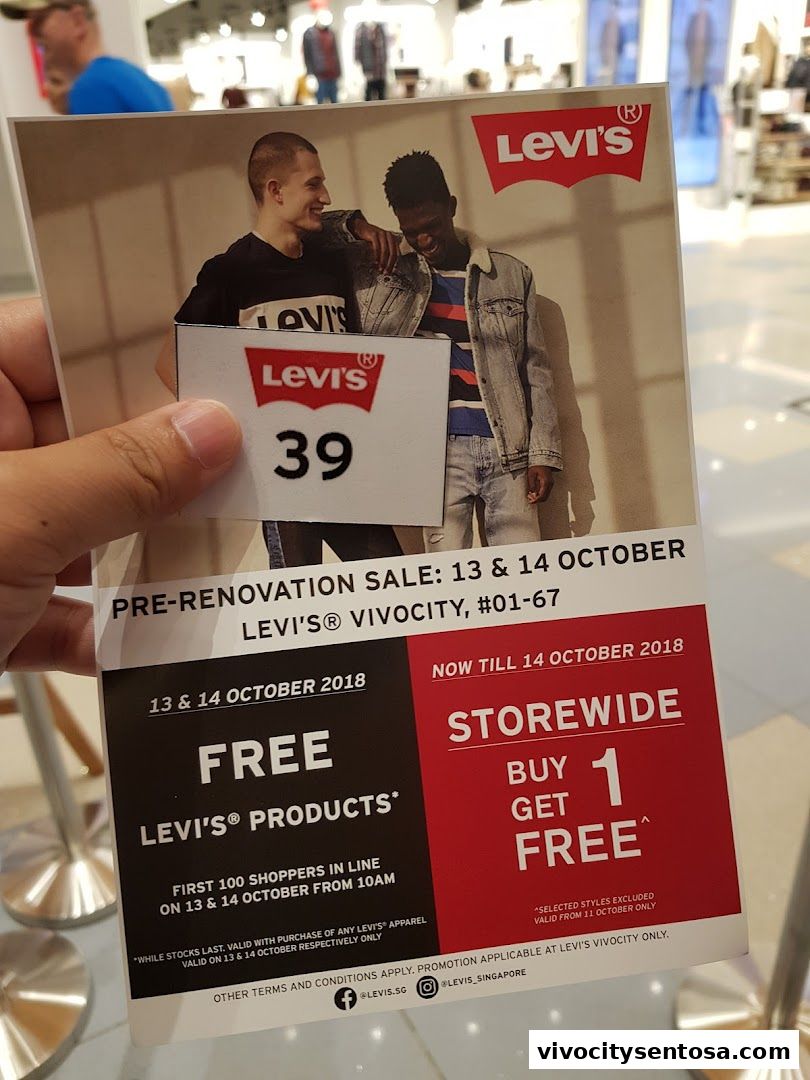 LEVI'S®
LEVI'S
LEVI'S®
39
PRE-RENOVATION SALE: 13 & 14 OCTOBER
LEVI'S® VIVOCITY, #01-67
13 & 14 OCTOBER 2018
FREE
LEVI'S® PRODUCTS*
FIRST 100 SHOPPERS IN LINE
ON 13 & 14 OCTOBER FROM 10AM
*WHILE STOCKS LAST. VALID WITH PURCHASE OF ANY LEVI'S® APPAREL
VALID ON 13 & 14 OCTOBER RESPECTIVELY ONLY
NOW TILL 14 OCTOBER 2018
STOREWIDE
BUY 1
GET
FREE^
^SELECTED STYLES EXCLUDED
VALID FROM 11 OCTOBER ONLY
OTHER TERMS AND CONDITIONS APPLY. PROMOTION APPLICABLE AT LEVI'S VIVOCITY ONLY.
@LEVIS.SG @LEVIS_SINGAPORE
vivocitysentosa.com